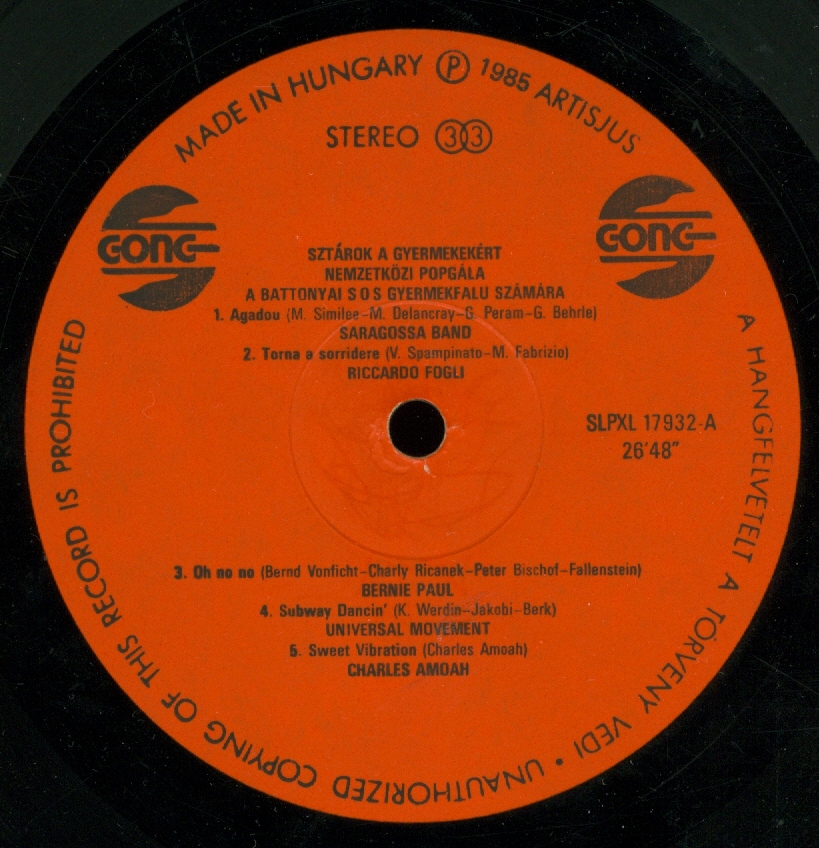 MADE IN HUNGARY Ⓟ 1985 ARTISJUS
STEREO 33
GONG
GONG
SZTÁROK A GYERMEKEKÉRT
NEMZETKÖZI POPGÁLA
A BATTONYAI S O S GYERMEKFALU SZÁMÀRA
1. Agadou (M. Similee–M. Delancray–G. Peram–G. Behrle)
SARAGOSSA BAND
2. Torna a sorridere (V. Spampinato–M. Fabrizio)
RICCARDO FOGLI
SLPXL 17932-A
26'48"
3. Oh no no (Bernd Vonficht–Charly Ricanek–Peter Bischof–Fallenstein)
BERNIE PAUL
4. Subway Dancin' (K. Werdin–Jakobi–Berk)
UNIVERSAL MOVEMENT
5. Sweet Vibration (Charles Amoah)
CHARLES AMOAH
A HANGFELVÉTELT A TÖRVENY VEDI • UNAUTHORIZED COPYING OF THIS RECORD IS PROHIBITED